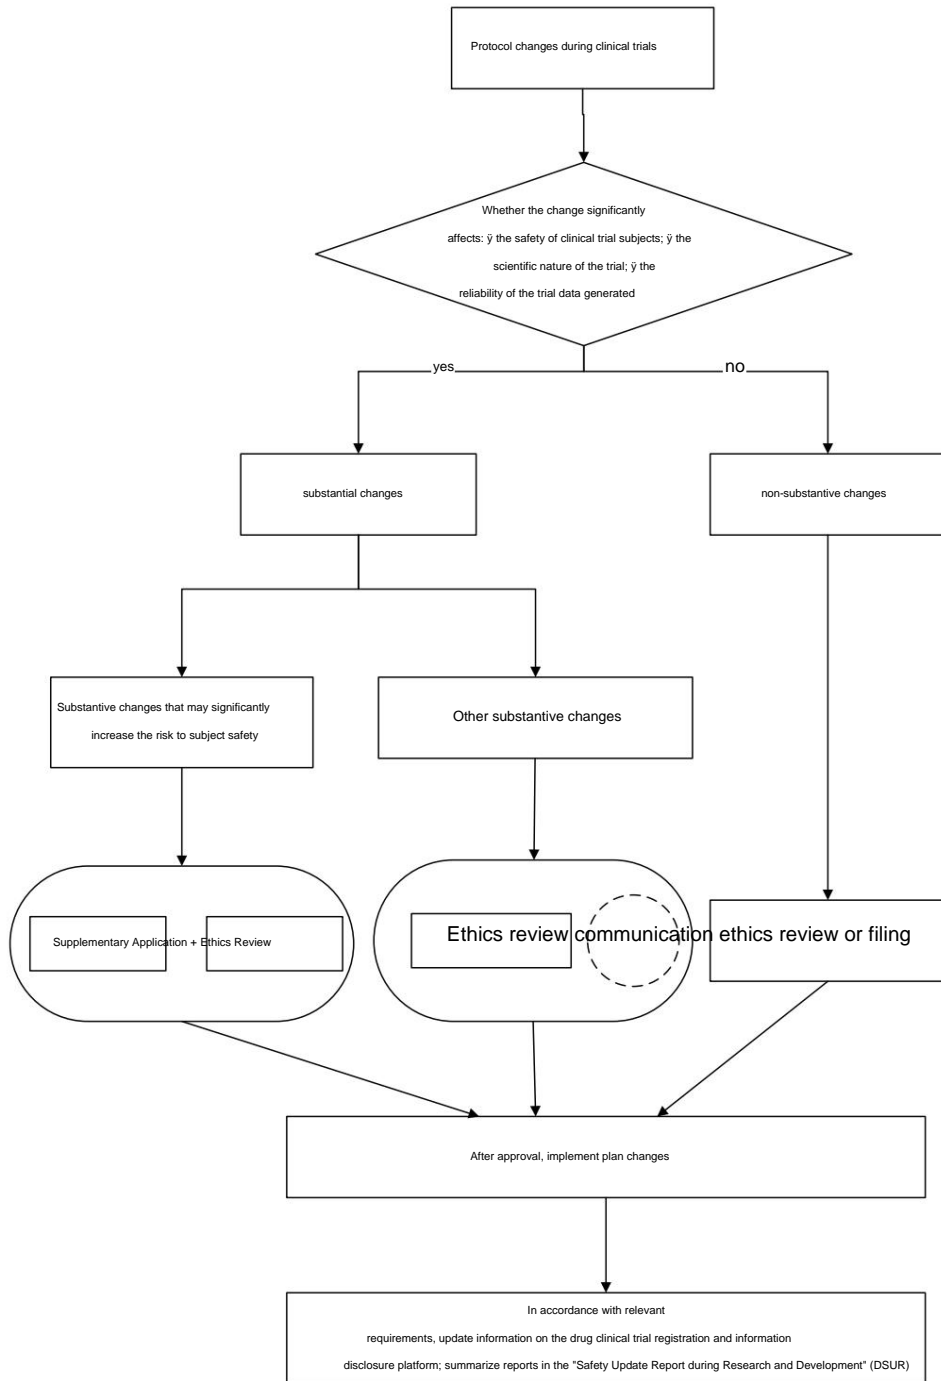 Protocol changes during clinical trials
Whether the change significantly
affects: ÿ the safety of clinical trial subjects; ÿ the
scientific nature of the trial; ÿ the
reliability of the trial data generated
yes
no
substantial changes
non-substantive changes
Substantive changes that may significantly
increase the risk to subject safety
Other substantive changes
Supplementary Application + Ethics Review
Ethics review communication ethics review or filing
After approval, implement plan changes
In accordance with relevant
requirements, update information on the drug clinical trial registration and information
disclosure platform; summarize reports in the "Safety Update Report during Research and Development" (DSUR)